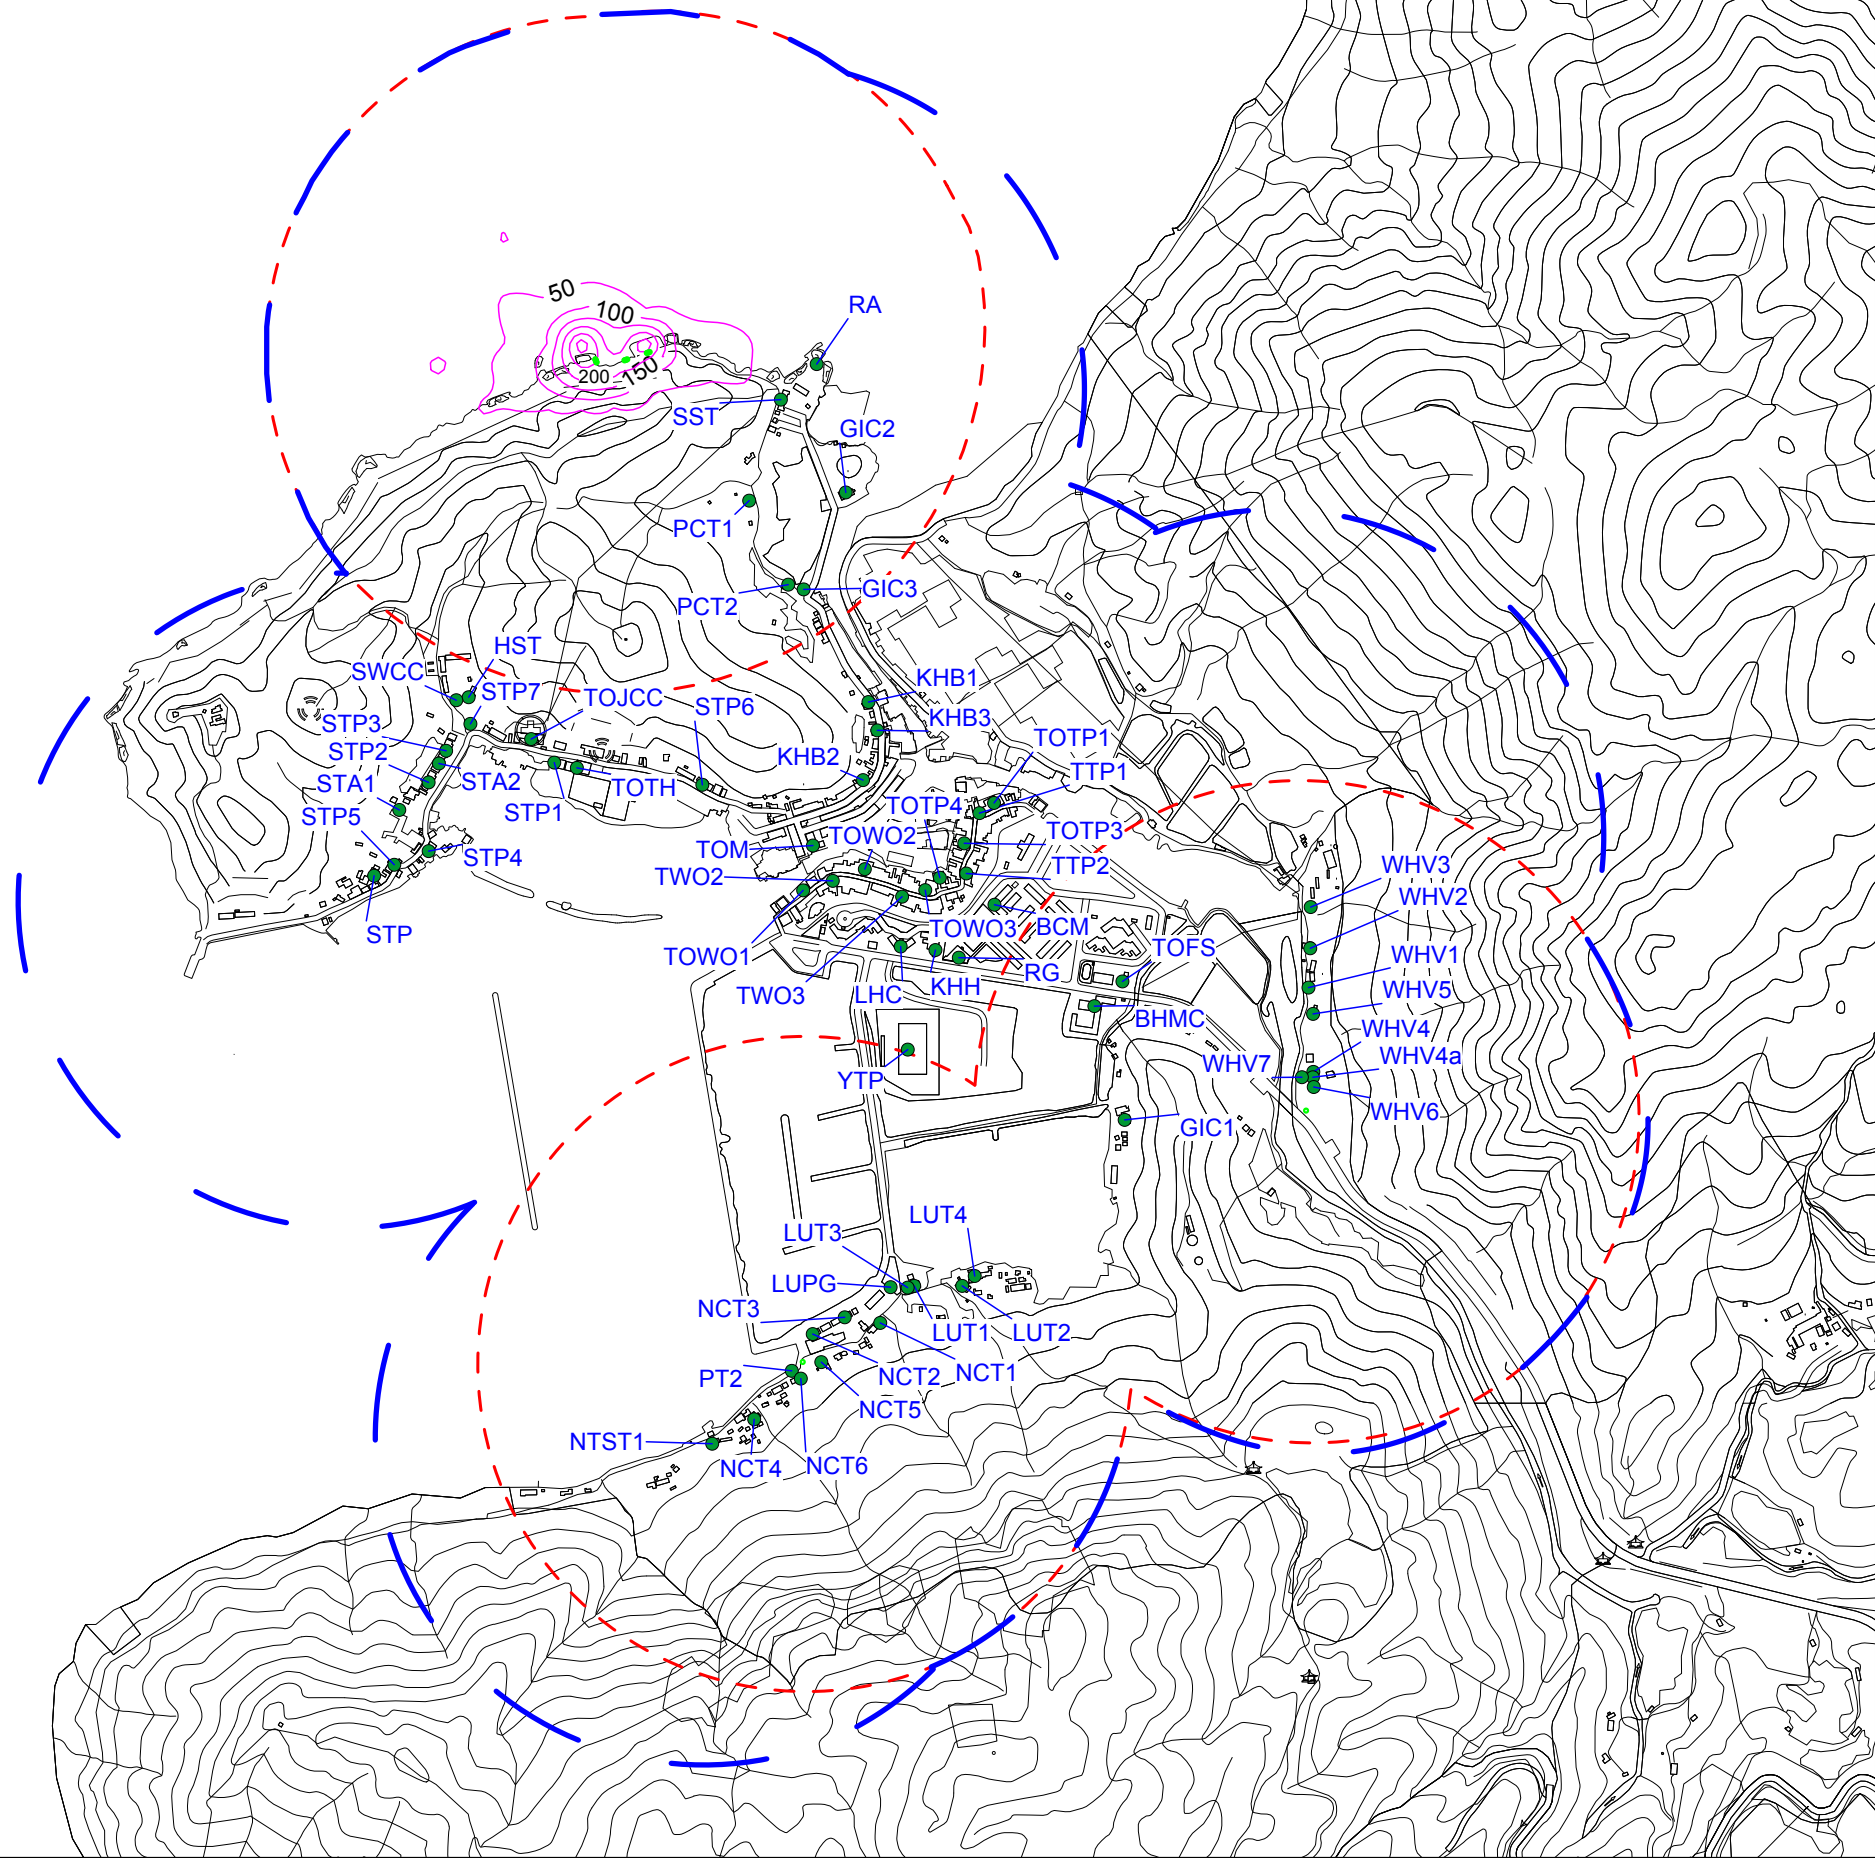 50
RA
100
200
150
SST
GIC2
PCT1
GIC3
PCT2
HST
SWCC
STP7
TOJCC
STP6
KHB1
STP3
KHB3
STP2
TOTP1
KHB2
TTP1
STA1
STA2
TOTH
TOTP4
STP5
STP1
TOTP3
TOWO2
TOM
STP4
TTP2
WHV3
TWO2
WHV2
BCM
TOWO3
STP
TOFS
TOWO1
WHV1
RG
KHH
TWO3
LHC
WHV5
BHMC
WHV4
WHV4a
WHV7
YTP
WHV6
GIC1
LUT4
LUT3
LUPG
NCT3
LUT1
LUT2
NCT1
NCT2
PT2
NCT5
NTST1
NCT4
NCT6